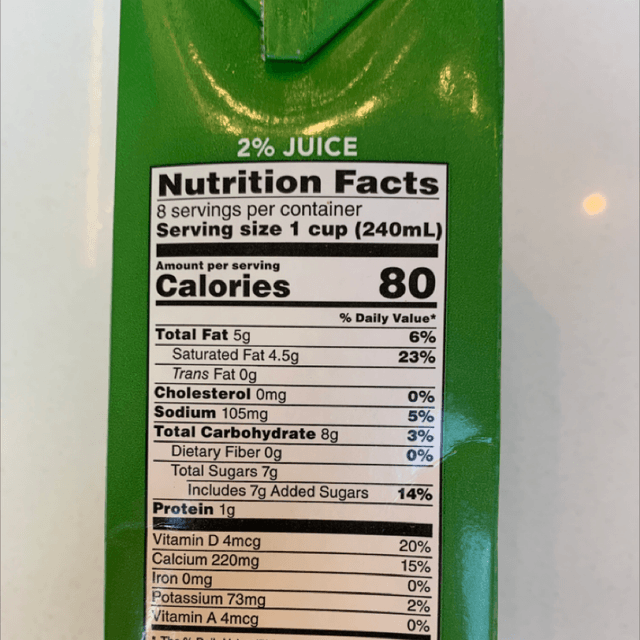 2% JUICE
Nutrition Facts
8 servings per container
Serving size 1 cup (240mL)
Amount per serving
Calories 80
% Daily Value*
Total Fat 5g 6%
Saturated Fat 4.5g 23%
Trans Fat 0g
Cholesterol 0mg 0%
Sodium 105mg 5%
Total Carbohydrate 8g 3%
Dietary Fiber 0g 0%
Total Sugars 7g
Includes 7g Added Sugars 14%
Protein 1g
Vitamin D 4mcg 20%
Calcium 220mg 15%
Iron 0mg 0%
Potassium 73mg 2%
Vitamin A 4mcg 0%